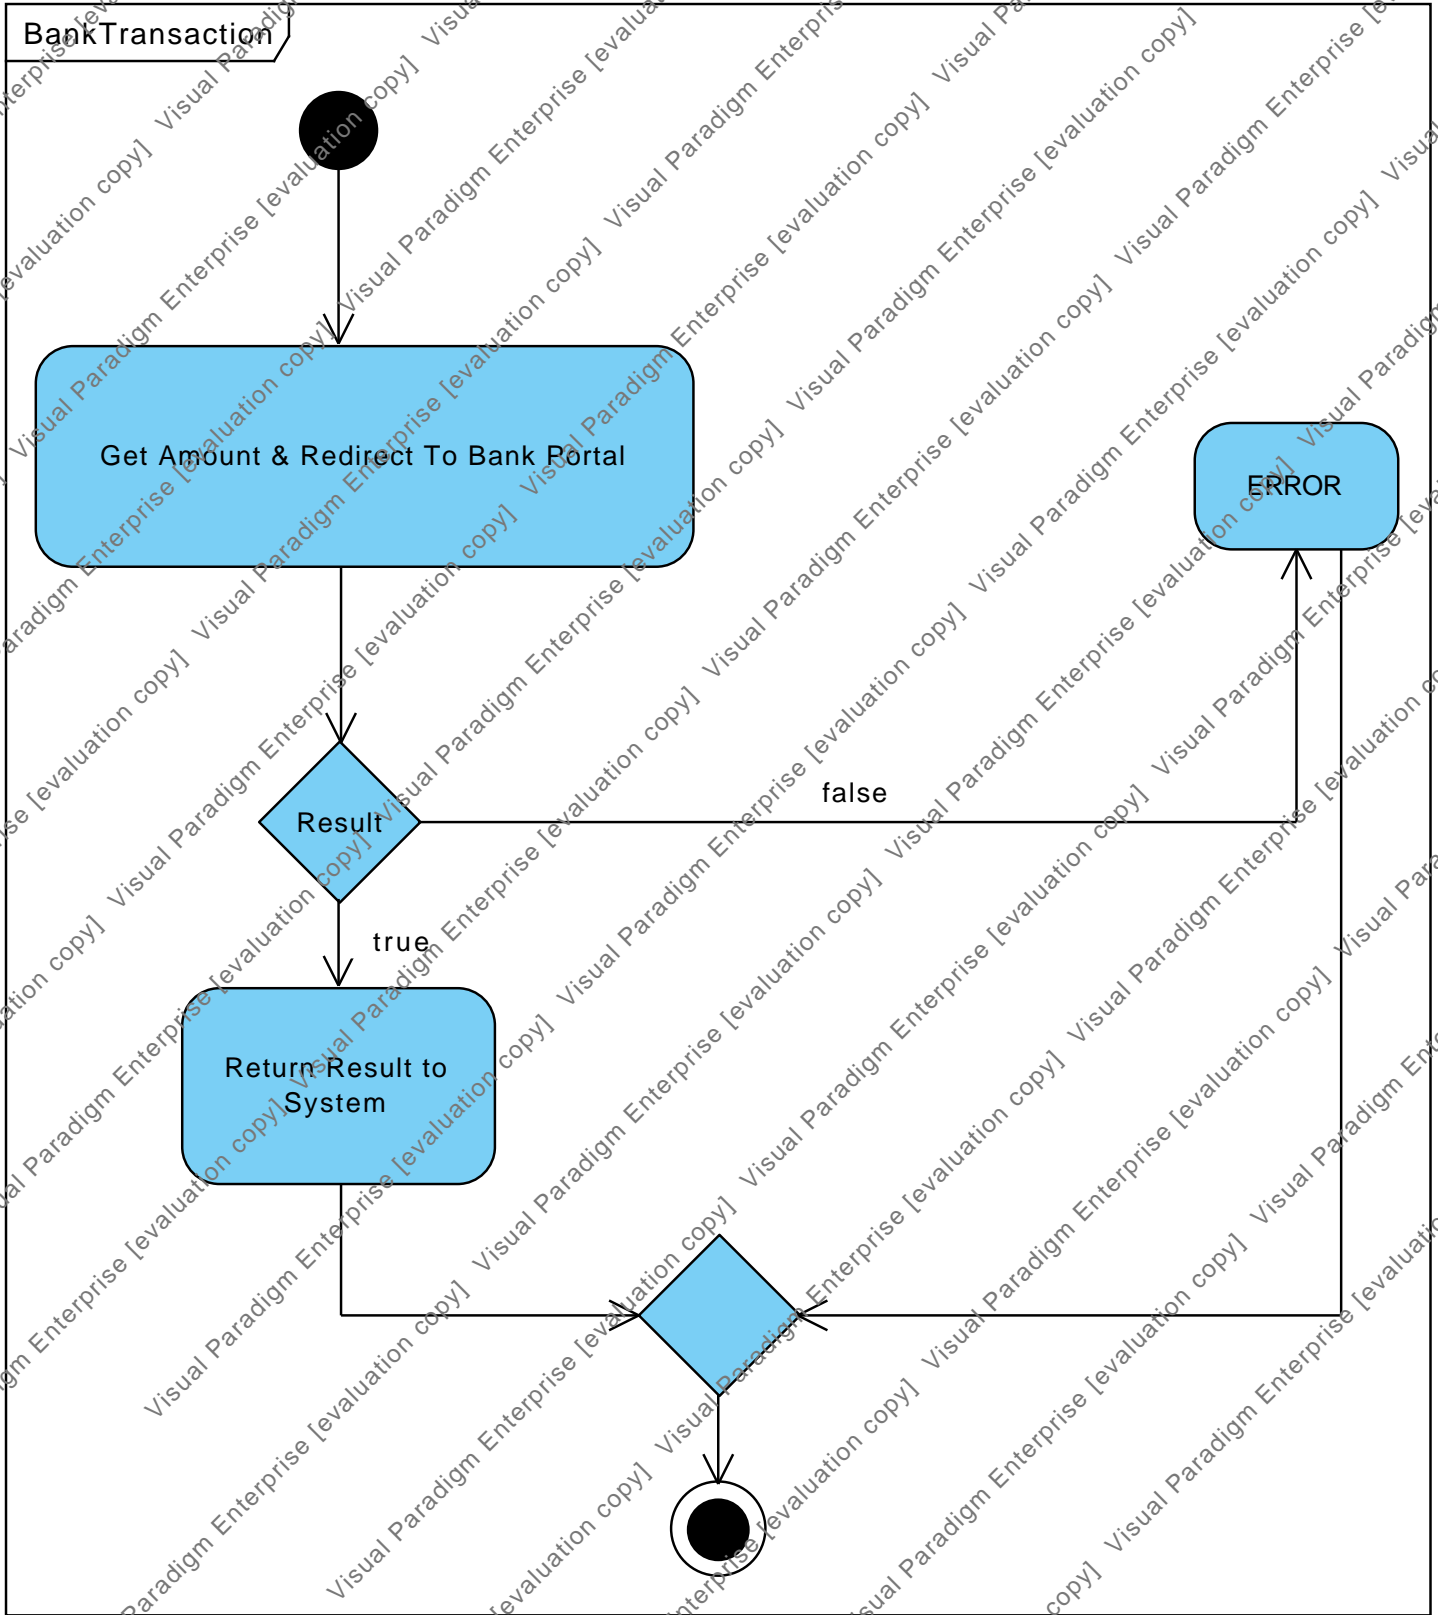 BankTransaction
Get Amount & Redirect To Bank Portal
ERROR
Result
false
true
Return Result to
System
Visual Paradigm Enterprise [evaluation copy]